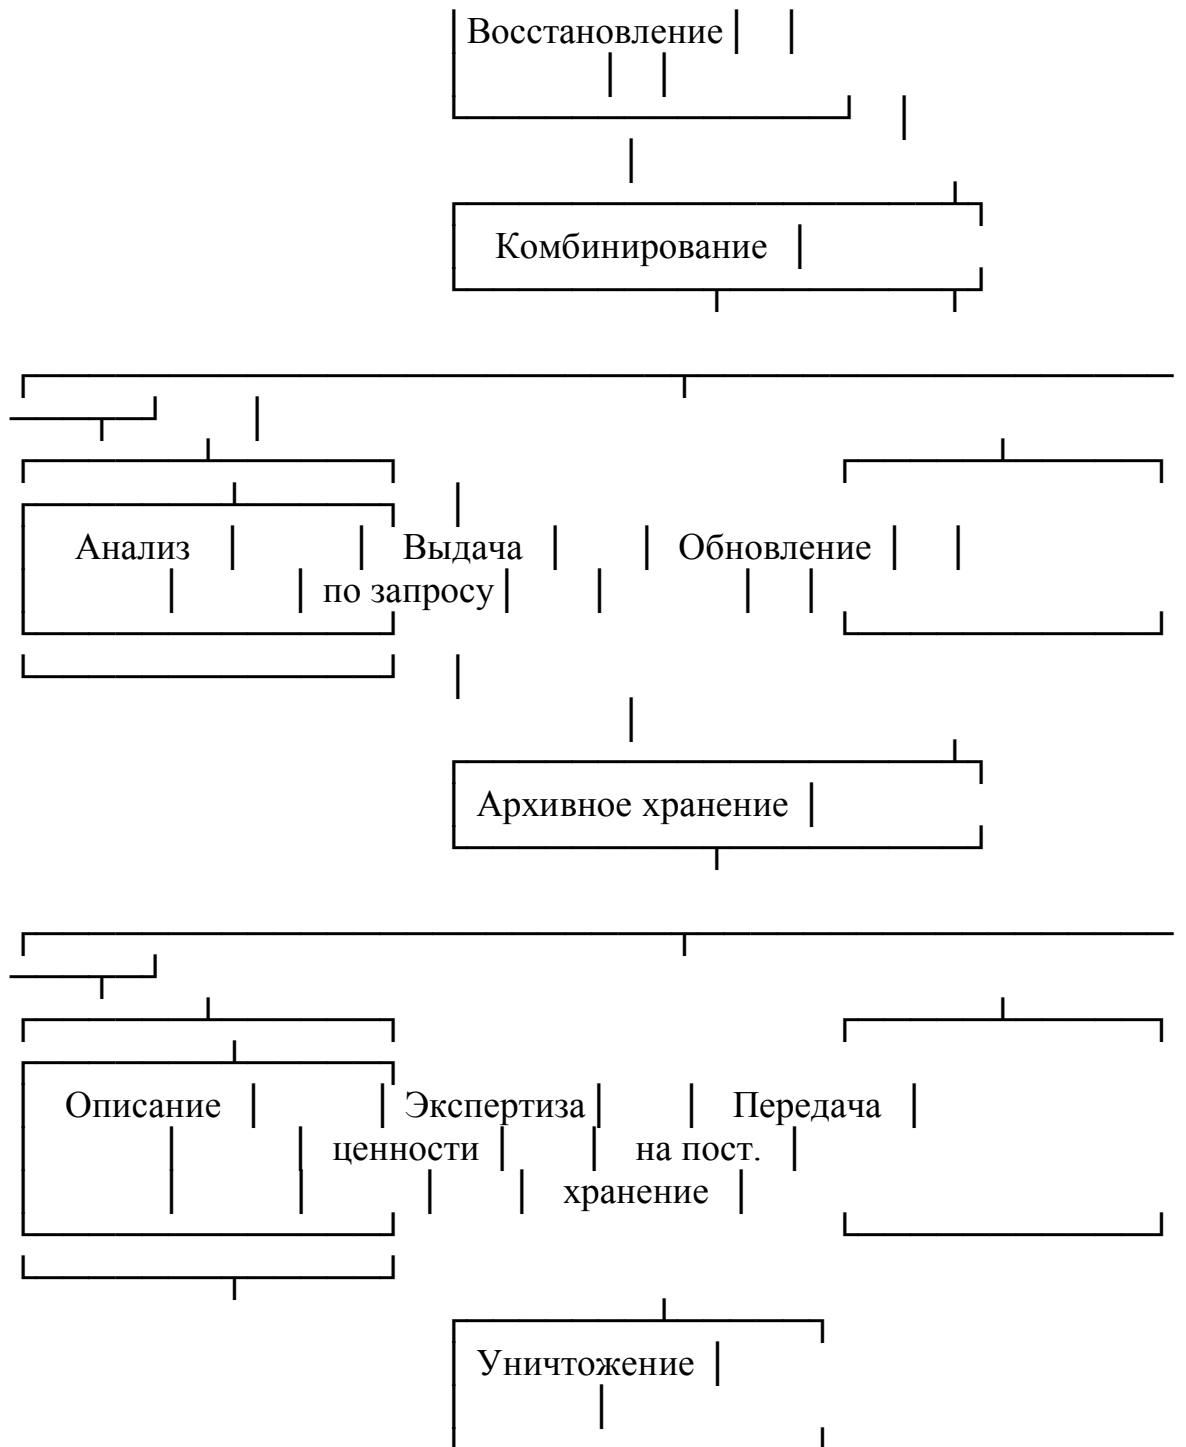 Восстановление
Комбинирование
Анализ Выдача Обновление
по запросу
Архивное хранение
Описание Экспертиза Передача
ценности на пост.
хранение
Уничтожение